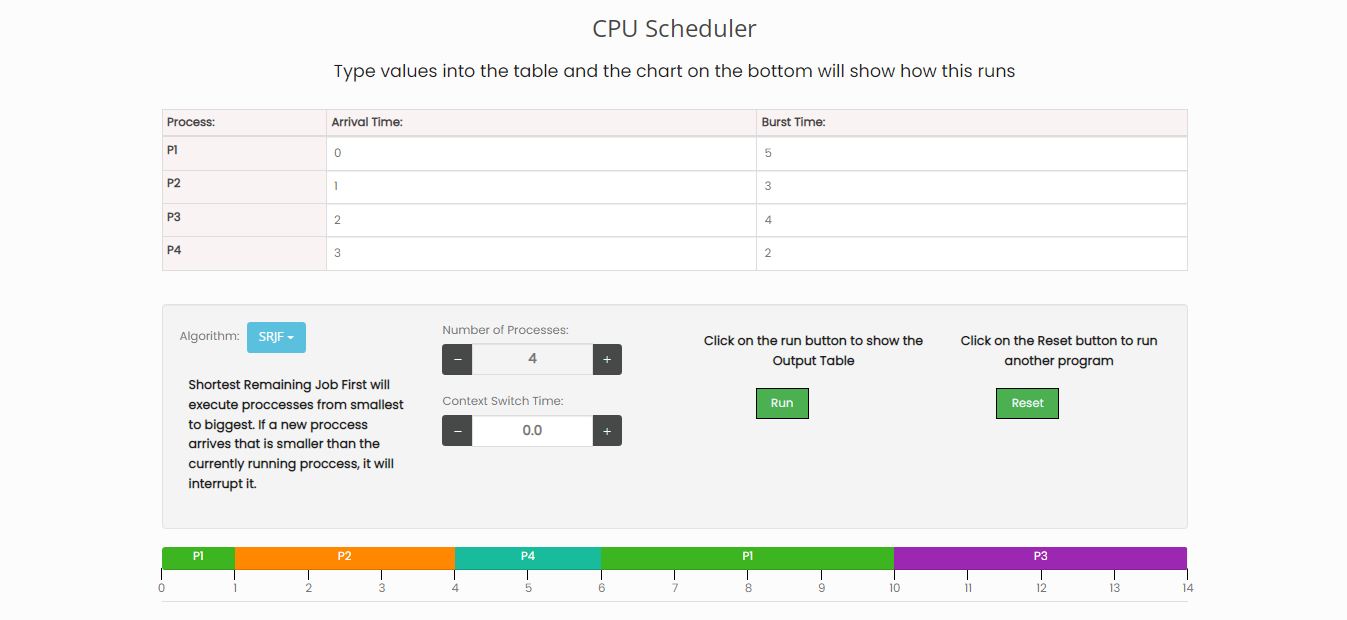 CPU Scheduler
Type values into the table and the chart on the bottom will show how this runs
Process: Arrival Time: Burst Time:
P1 0 5
P2 1 3
P3 2 4
P4 3 2
Algorithm: SRJF
Shortest Remaining Job First will
execute proccesses from smallest
to biggest. If a new proccess
arrives that is smaller than the
currently running proccess, it will
interrupt it.
Number of Processes:
− 4 +
Context Switch Time:
− 0.0 +
Click on the run button to show the
Output Table
Run
Click on the Reset button to run
another program
Reset
P1 P2 P4 P1 P3
0 1 2 3 4 5 6 7 8 9 10 11 12 13 14